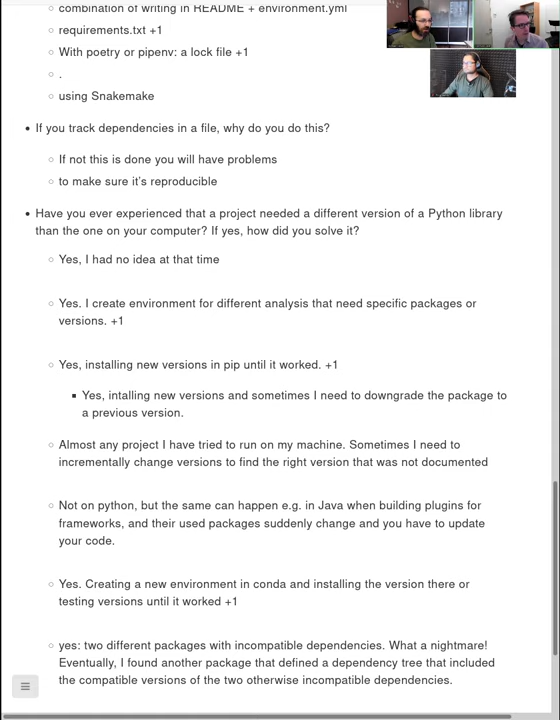 combination of writing in README + environment.yml
requirements.txt +1
With poetry or pipenv: a lock file +1
.
using Snakemake
If you track dependencies in a file, why do you do this?
If not this is done you will have problems
to make sure it's reproducible
Have you ever experienced that a project needed a different version of a Python library
than the one on your computer? If yes, how did you solve it?
Yes, I had no idea at that time
Yes. I create environment for different analysis that need specific packages or
versions. +1
Yes, installing new versions in pip until it worked. +1
Yes, intalling new versions and sometimes I need to downgrade the package to
a previous version.
Almost any project I have tried to run on my machine. Sometimes I need to
incrementally change versions to find the right version that was not documented
Not on python, but the same can happen e.g. in Java when building plugins for
frameworks, and their used packages suddenly change and you have to update
your code.
Yes. Creating a new environment in conda and installing the version there or
testing versions until it worked +1
yes: two different packages with incompatible dependencies. What a nightmare!
Eventually, I found another package that defined a dependency tree that included
the compatible versions of the two otherwise incompatible dependencies.